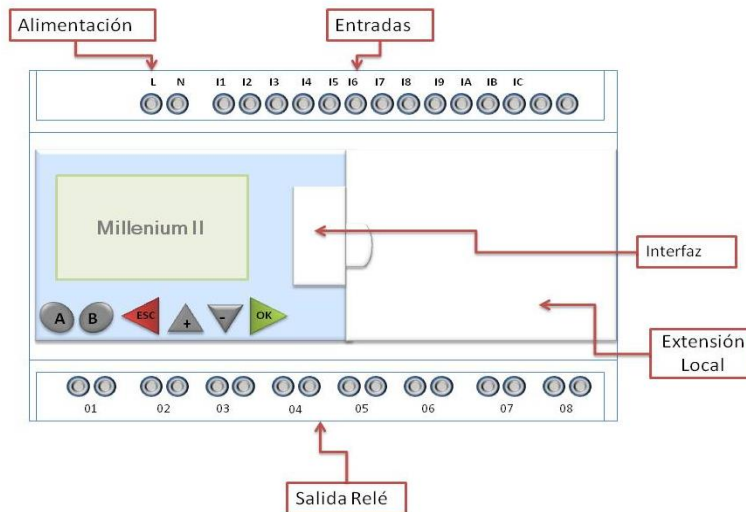 Alimentación
Entradas
L N I1 I2 I3 I4 I5 I6 I7 I8 I9 IA IB IC
Millenium II
Interfaz
A B ESC + - OK
Extensión
Local
01 02 03 04 05 06 07 08
Salida Relé